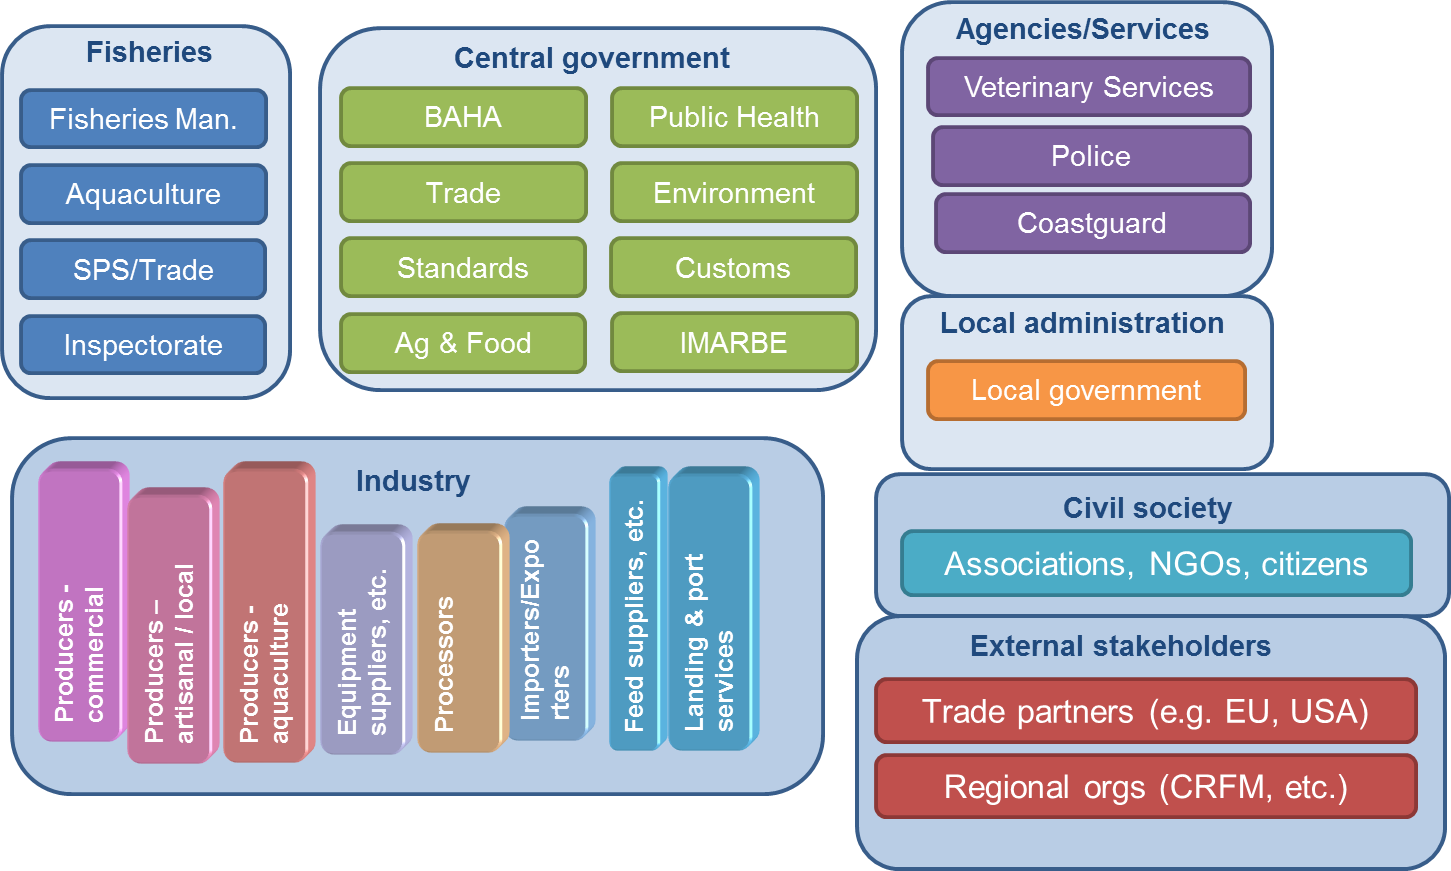 Fisheries
Fisheries Man.
Aquaculture
SPS/Trade
Inspectorate
Central government
BAHA
Public Health
Trade
Environment
Standards
Customs
Ag & Food
IMARBE
Agencies/Services
Veterinary Services
Police
Coastguard
Local administration
Local government
Industry
Producers -
commercial
Producers –
artisanal / local
Producers -
aquaculture
Equipment
suppliers, etc.
Processors
Importers/Expo
rters
Feed suppliers, etc.
Landing & port
services
Civil society
Associations, NGOs, citizens
External stakeholders
Trade partners (e.g. EU, USA)
Regional orgs (CRFM, etc.)